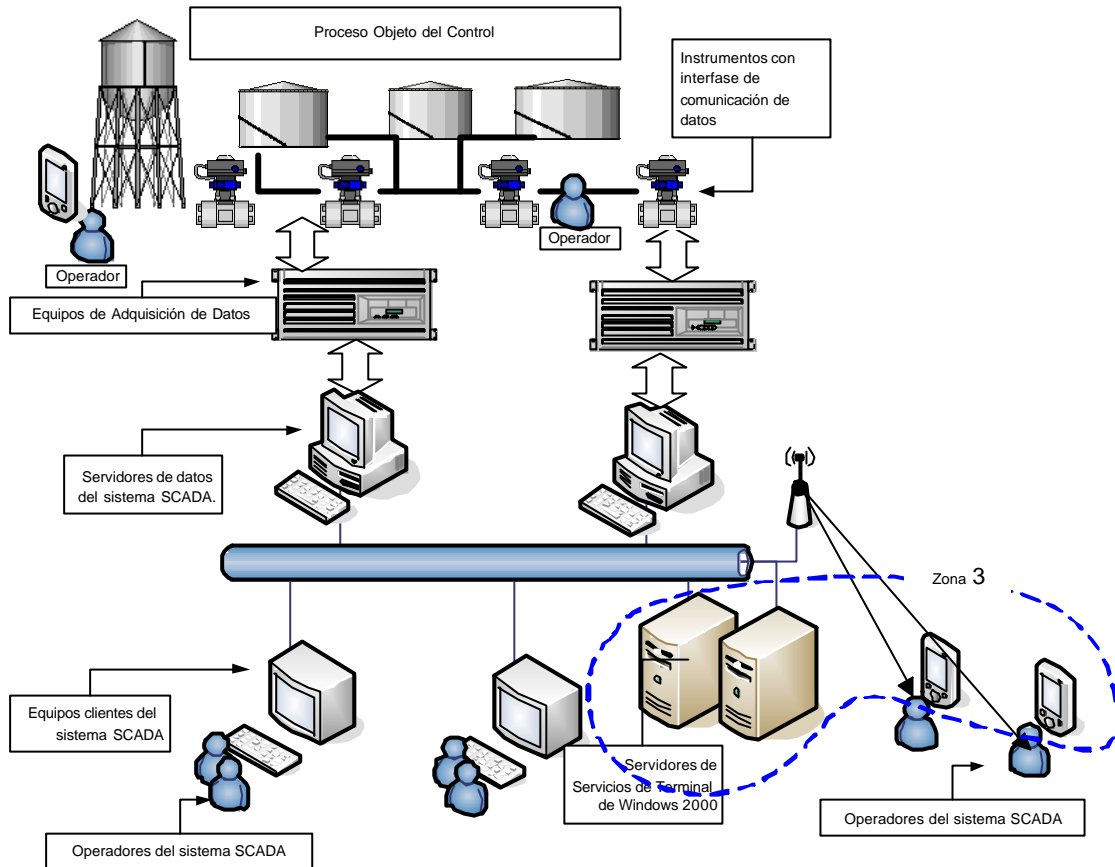 Proceso Objeto del Control
Instrumentos con
interfase de
comunicación de
datos
Operador
Operador
Equipos de Adquisición de Datos
Servidores de datos
del sistema SCADA.
Zona 3
Equipos clientes del
sistema SCADA
Servidores de
Servicios de Terminal
de Windows 2000
Operadores del sistema SCADA
Operadores del sistema SCADA